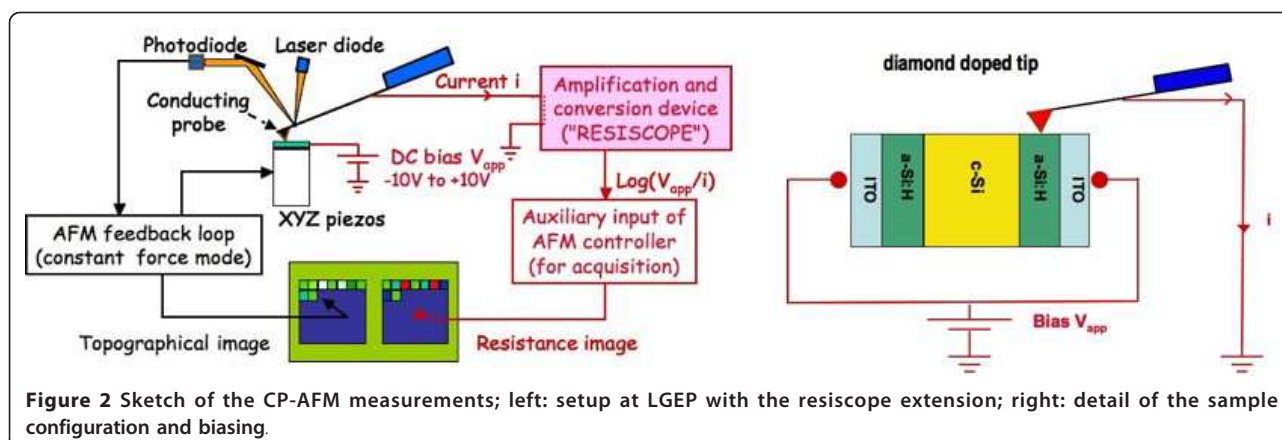 Photodiode
Laser diode
Current i
Conducting
probe
Amplification and
conversion device
("RESISCOPE")
DC bias Vapp
-10V to +10V
Log(Vapp/i)
XYZ piezos
AFM feedback loop
(constant force mode)
Auxiliary input of
AFM controller
(for acquisition)
Topographical image
Resistance image
diamond doped tip
ITO
a-Si:H
c-Si
a-Si:H
ITO
i
Bias Vapp
Figure 2 Sketch of the CP-AFM measurements; left: setup at LGEP with the resiscope extension; right: detail of the sample
configuration and biasing.